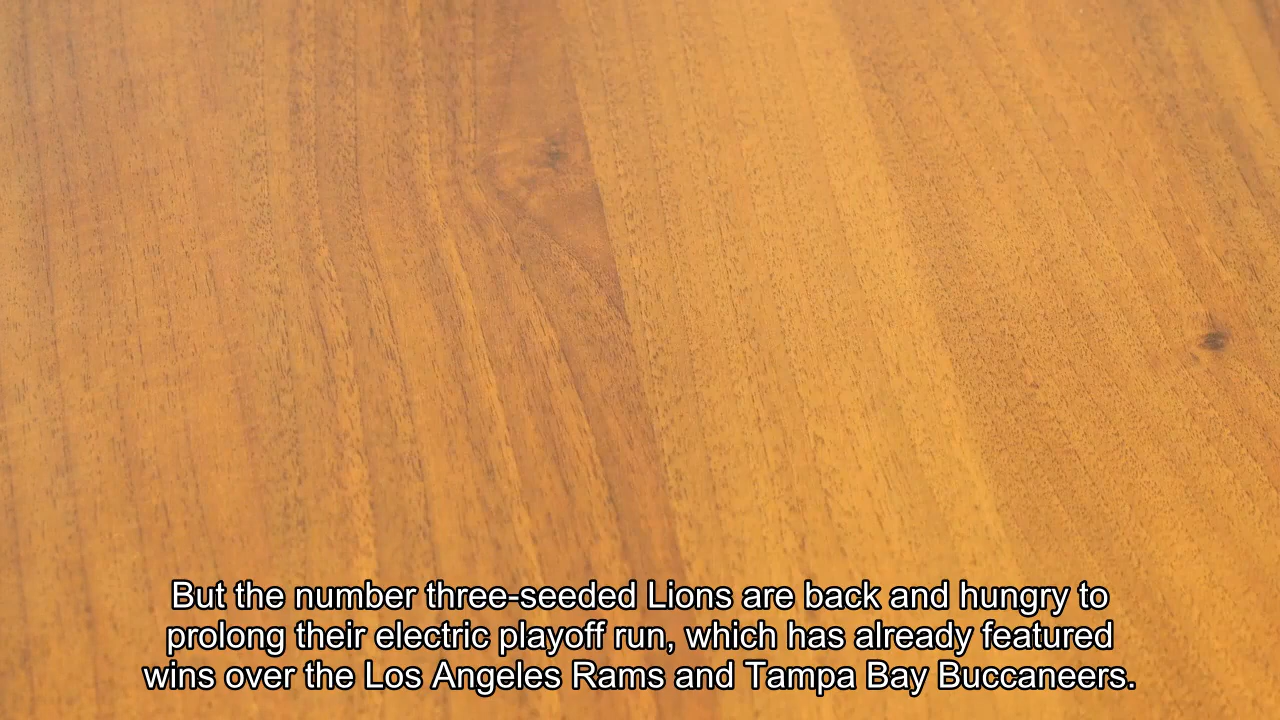 But the number three-seeded Lions are back and hungry to
prolong their electric playoff run, which has already featured
wins over the Los Angeles Rams and Tampa Bay Buccaneers.